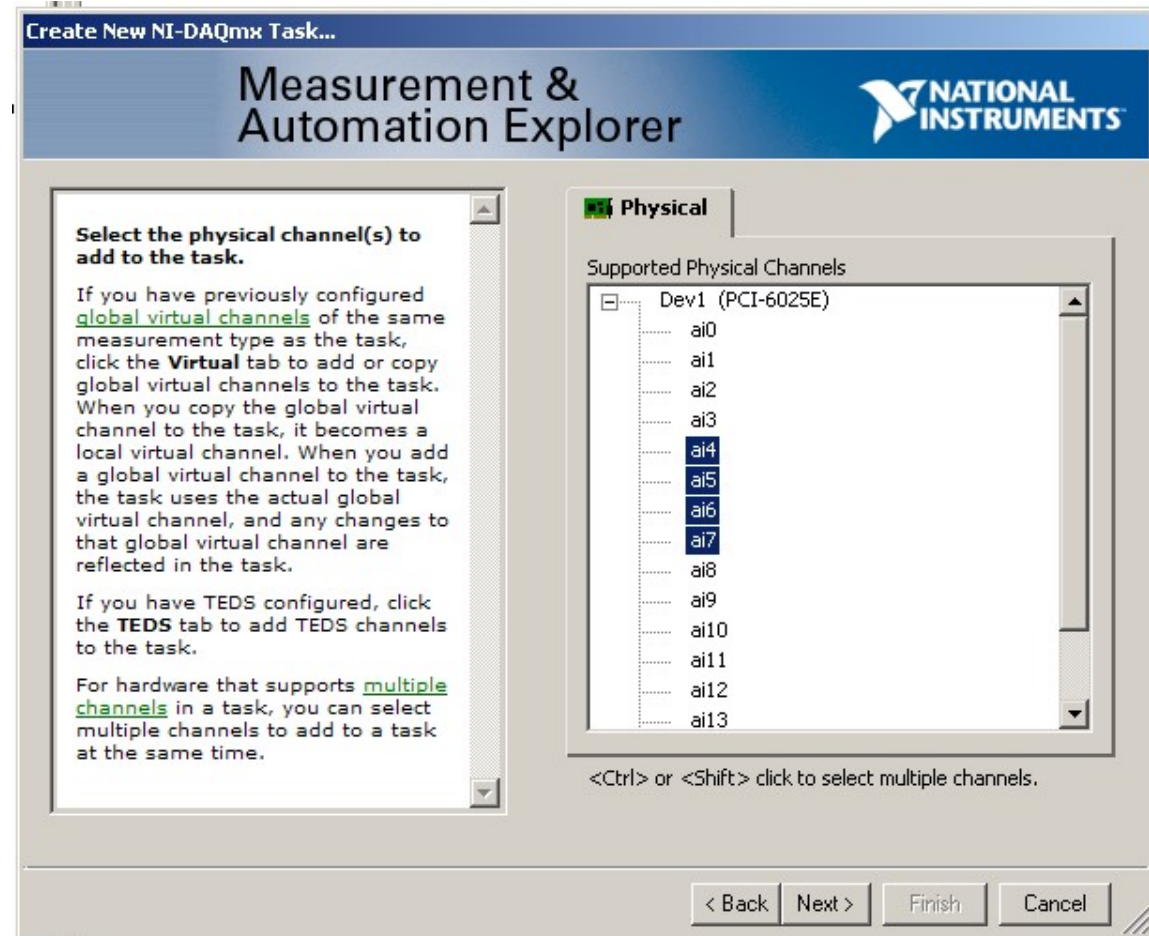 Create New NI-DAQmx Task...
Measurement &
Automation Explorer
NATIONAL
INSTRUMENTS™
Select the physical channel(s) to
add to the task.
If you have previously configured
global virtual channels of the same
measurement type as the task,
click the Virtual tab to add or copy
global virtual channels to the task.
When you copy the global virtual
channel to the task, it becomes a
local virtual channel. When you add
a global virtual channel to the task,
the task uses the actual global
virtual channel, and any changes to
that global virtual channel are
reflected in the task.
If you have TEDS configured, click
the TEDS tab to add TEDS channels
to the task.
For hardware that supports multiple
channels in a task, you can select
multiple channels to add to a task
at the same time.
Physical
Supported Physical Channels
Dev1 (PCI-6025E)
ai0
ai1
ai2
ai3
ai4
ai5
ai6
ai7
ai8
ai9
ai10
ai11
ai12
ai13
<Ctrl> or <Shift> click to select multiple channels.
< Back Next > Finish Cancel